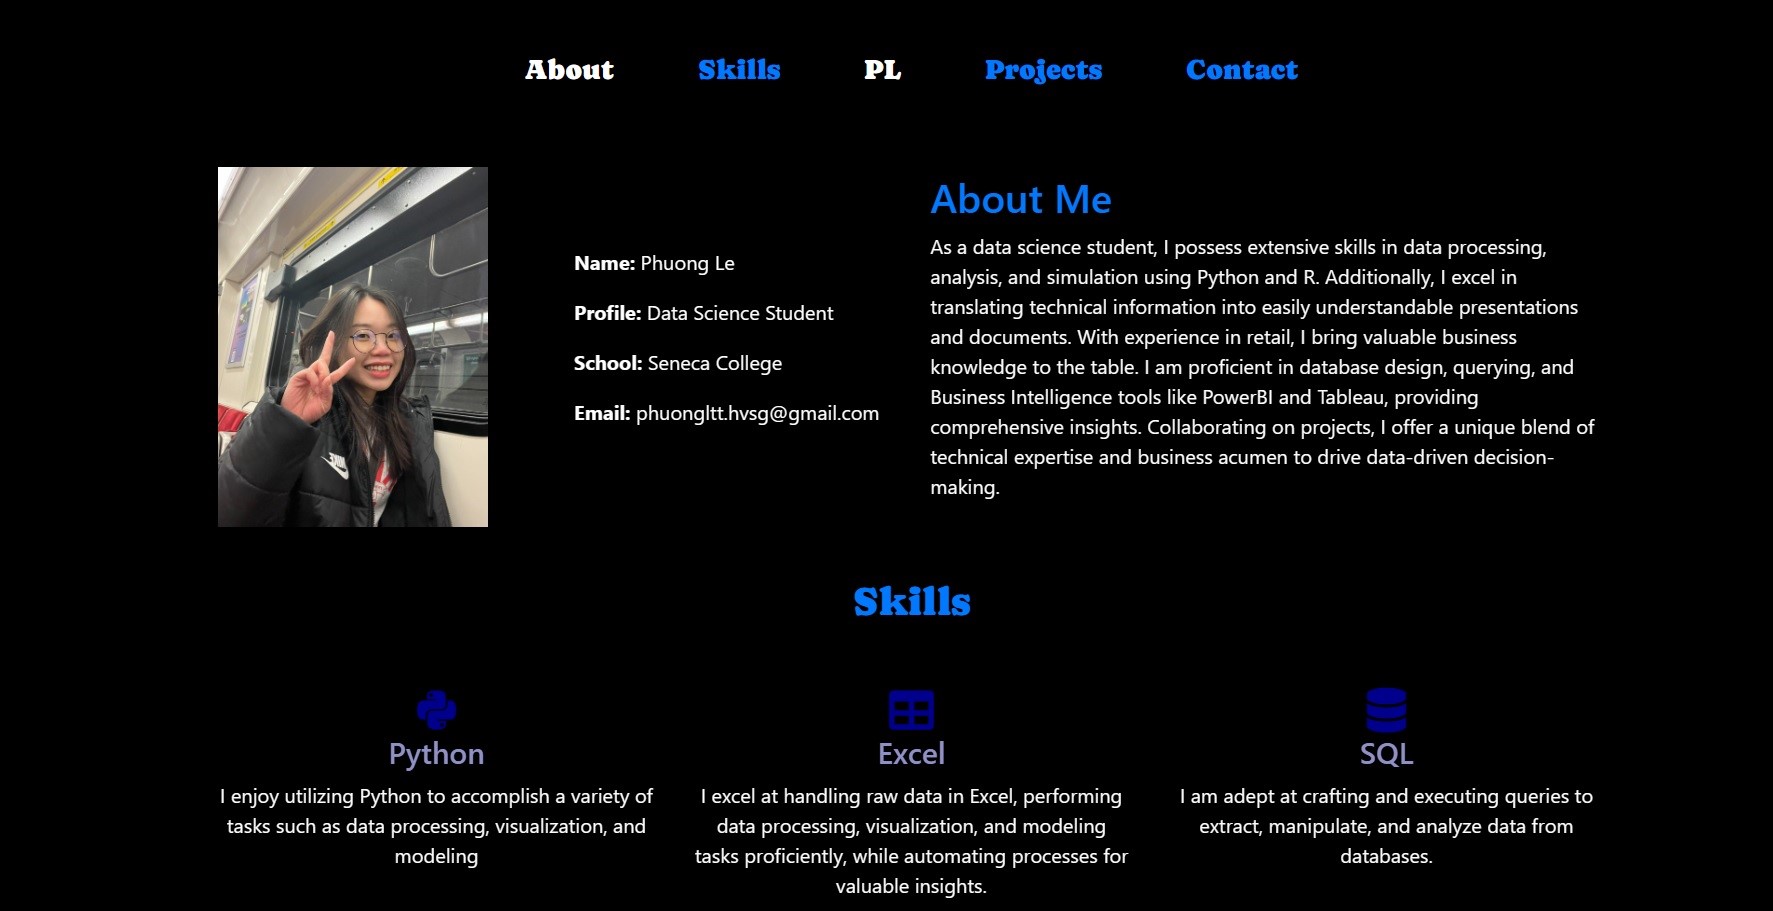 About Skills PL Projects Contact
Name: Phuong Le
Profile: Data Science Student
School: Seneca College
Email: phuongltt.hvsg@gmail.com
About Me
As a data science student, I possess extensive skills in data processing,
analysis, and simulation using Python and R. Additionally, I excel in
translating technical information into easily understandable presentations
and documents. With experience in retail, I bring valuable business
knowledge to the table. I am proficient in database design, querying, and
Business Intelligence tools like PowerBI and Tableau, providing
comprehensive insights. Collaborating on projects, I offer a unique blend of
technical expertise and business acumen to drive data-driven decision-
making.
Skills
Python
I enjoy utilizing Python to accomplish a variety of
tasks such as data processing, visualization, and
modeling
Excel
I excel at handling raw data in Excel, performing
data processing, visualization, and modeling
tasks proficiently, while automating processes for
valuable insights.
SQL
I am adept at crafting and executing queries to
extract, manipulate, and analyze data from
databases.
NIKE